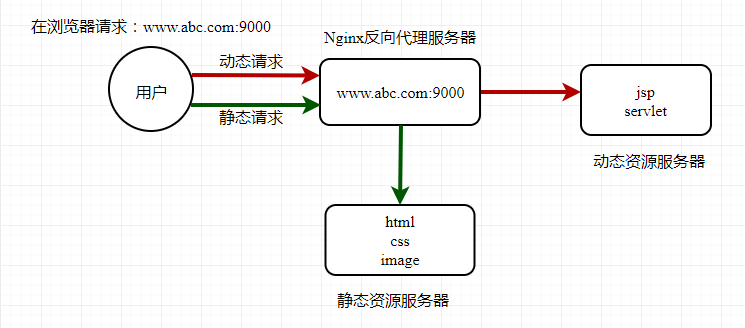 在浏览器请求：www.abc.com:9000
Nginx反向代理服务器
动态请求
用户
www.abc.com:9000
静态请求
jsp
servlet
动态资源服务器
html
css
image
静态资源服务器